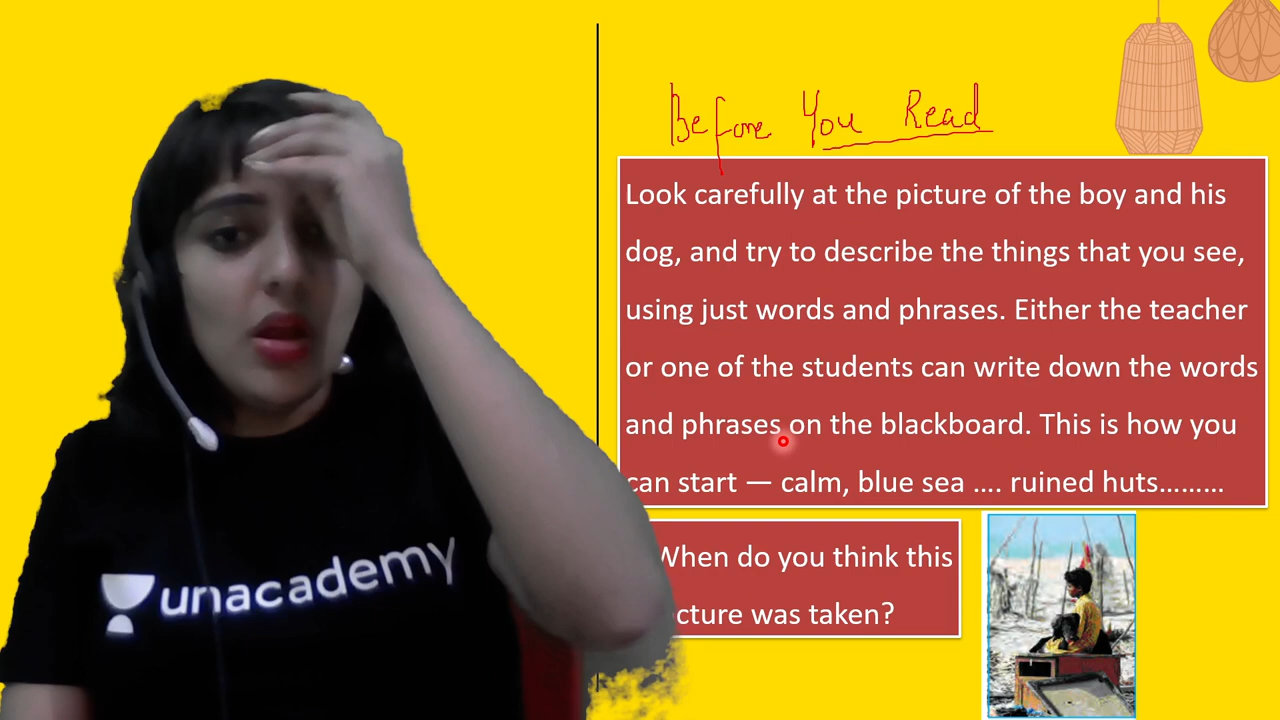 Before You Read
Look carefully at the picture of the boy and his
dog, and try to describe the things that you see,
using just words and phrases. Either the teacher
or one of the students can write down the words
and phrases on the blackboard. This is how you
can start — calm, blue sea .... ruined huts.........
When do you think this
cture was taken?
unacademy